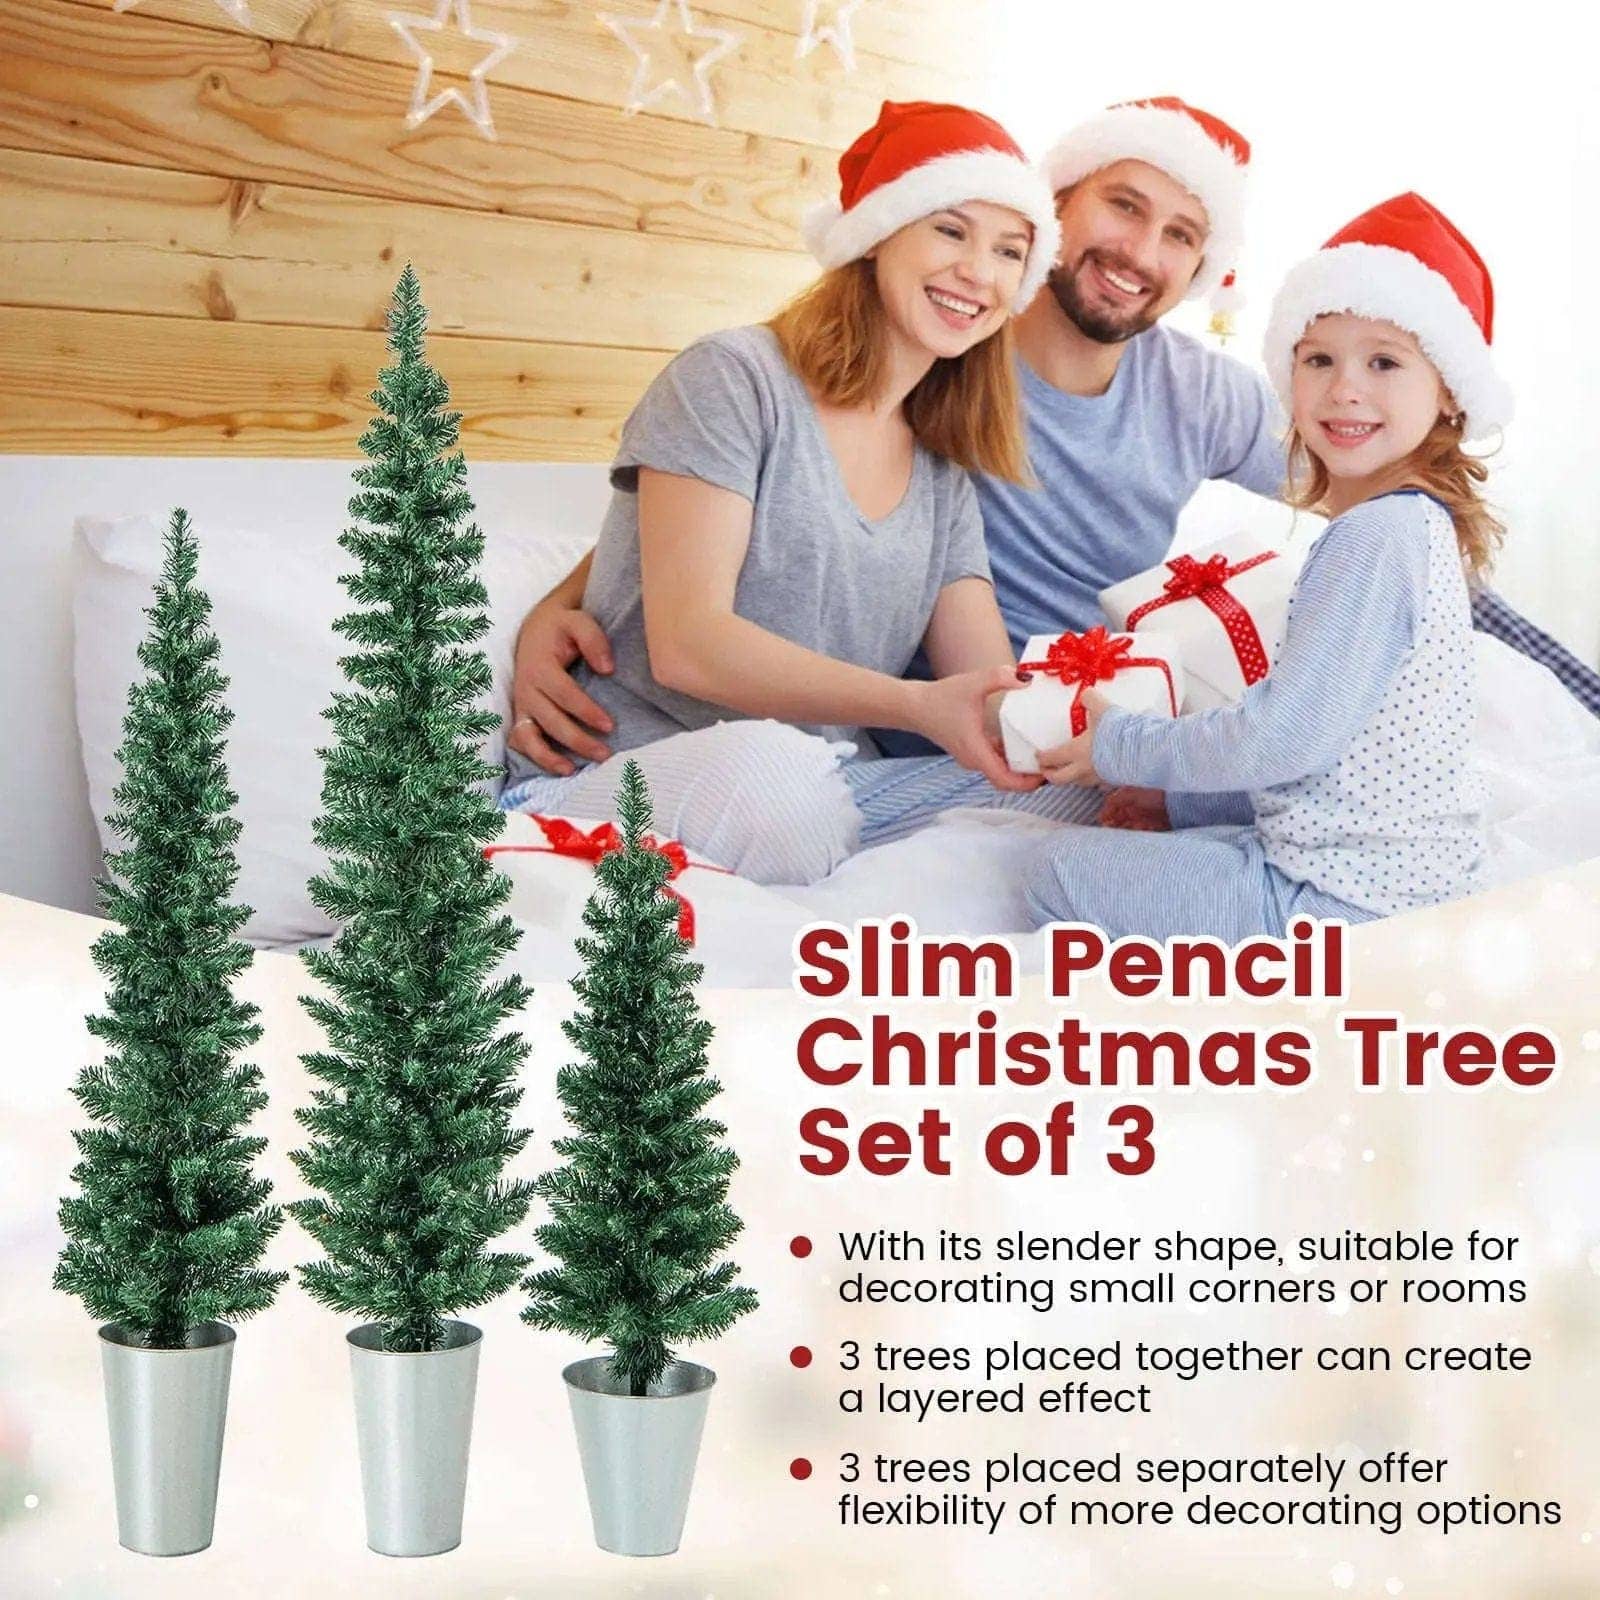 Slim Pencil
Christmas Tree
Set of 3
With its slender shape, suitable for
decorating small corners or rooms
3 trees placed together can create
a layered effect
3 trees placed separately offer
flexibility of more decorating options